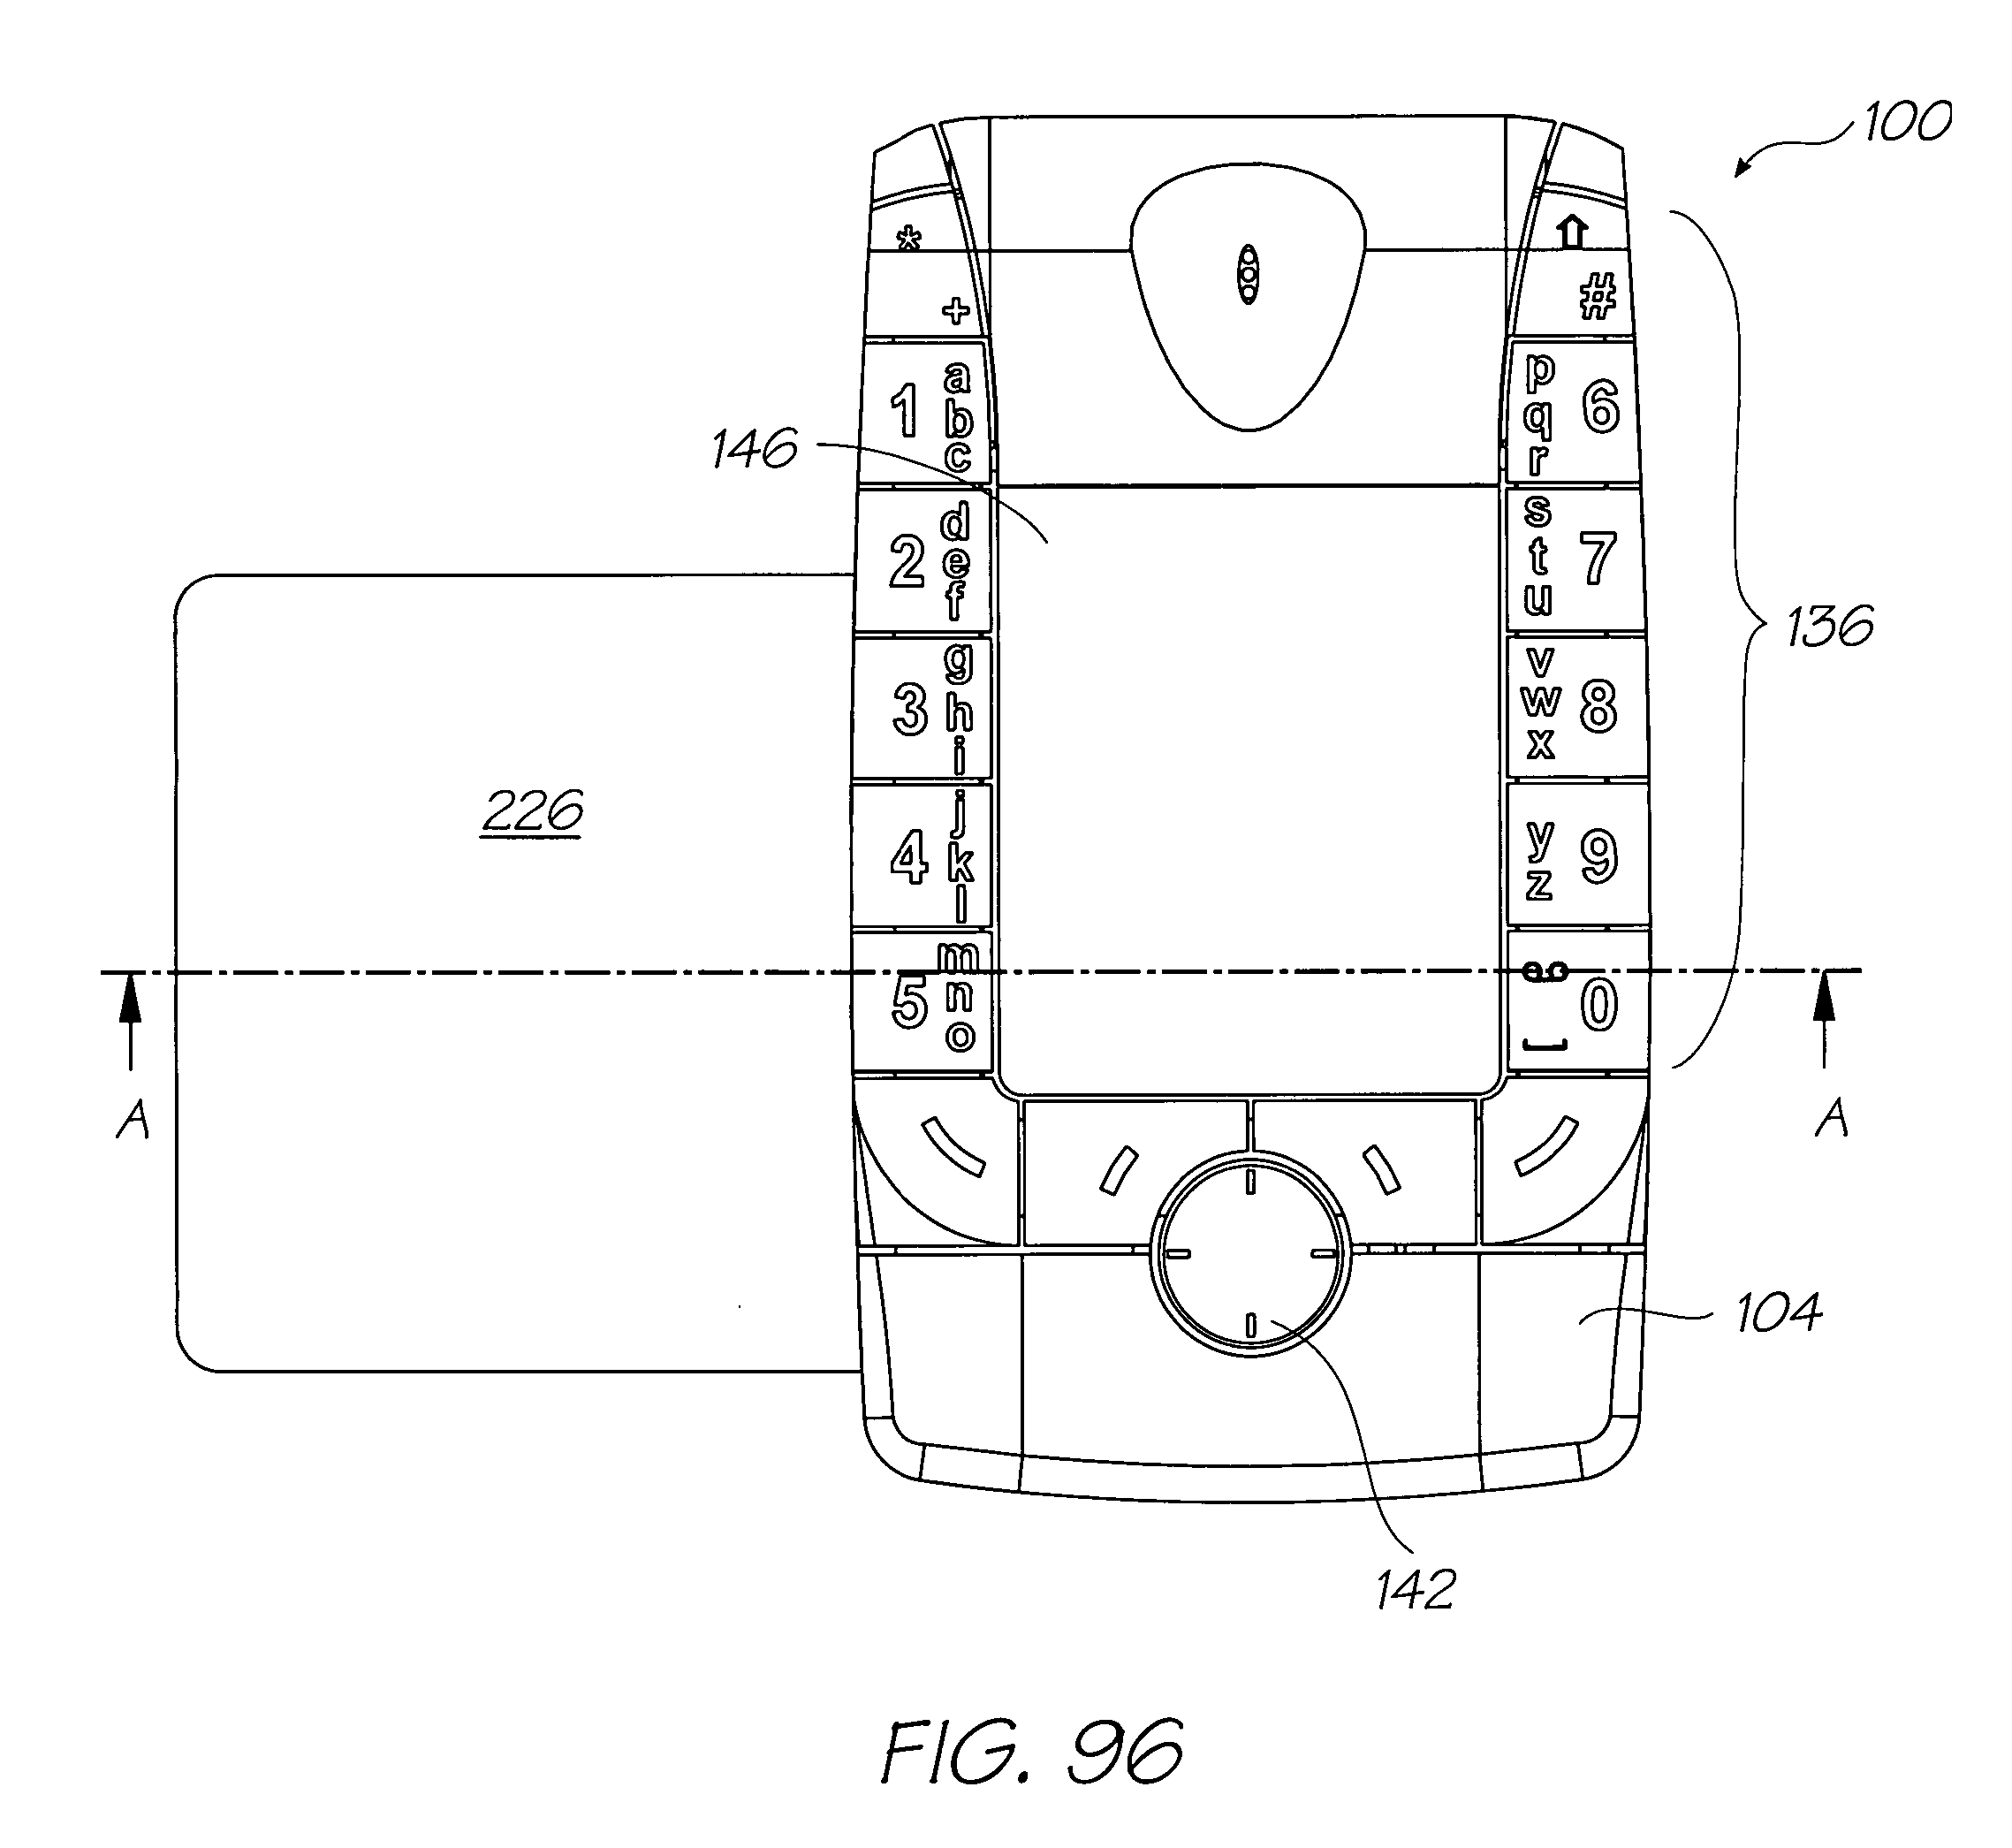 100
*
+
#
1 a b c
p q r 6
146
2 d e f
s t u 7
136
3 g h i
v w x 8
226
4 j k l
y z 9
5 m n o
0
A
A
104
142
FIG. 96